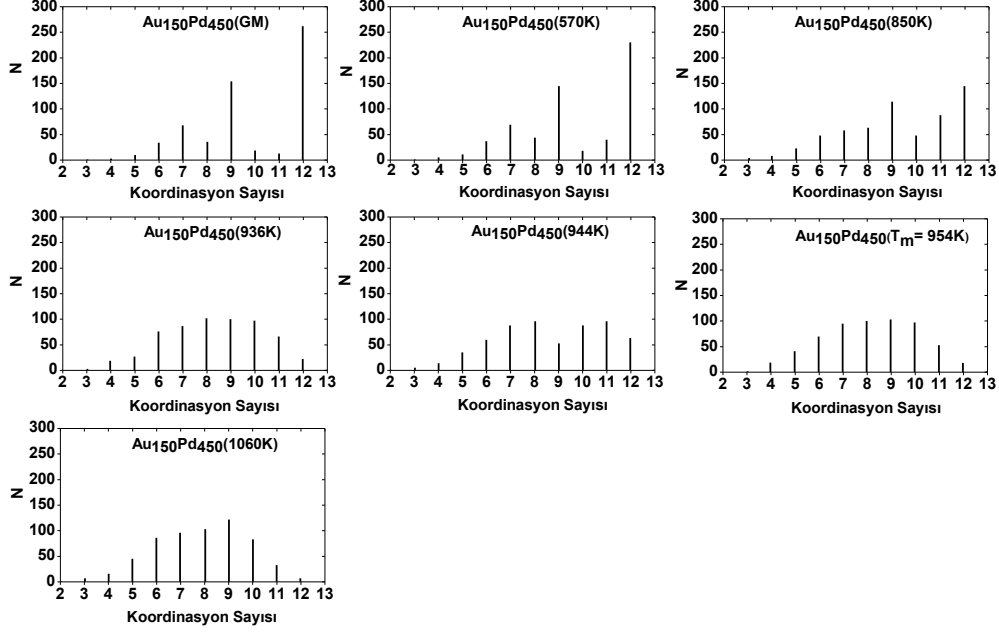 Au150Pd450(GM)
300
250
200
150
100
50
0
N
2 3 4 5 6 7 8 9 10 11 12 13
Koordinasyon Sayısı
Au150Pd450(570K)
300
250
200
150
100
50
0
N
2 3 4 5 6 7 8 9 10 11 12 13
Koordinasyon Sayısı
Au150Pd450(850K)
300
250
200
150
100
50
0
N
2 3 4 5 6 7 8 9 10 11 12 13
Koordinasyon Sayısı
Au150Pd450(936K)
300
250
200
150
100
50
0
N
2 3 4 5 6 7 8 9 10 11 12 13
Koordinasyon Sayısı
Au150Pd450(944K)
300
250
200
150
100
50
0
N
2 3 4 5 6 7 8 9 10 11 12 13
Koordinasyon Sayısı
Au150Pd450(Tm= 954K)
300
250
200
150
100
50
0
N
2 3 4 5 6 7 8 9 10 11 12 13
Koordinasyon Sayısı
Au150Pd450(1060K)
300
250
200
150
100
50
0
N
2 3 4 5 6 7 8 9 10 11 12 13
Koordinasyon Sayısı